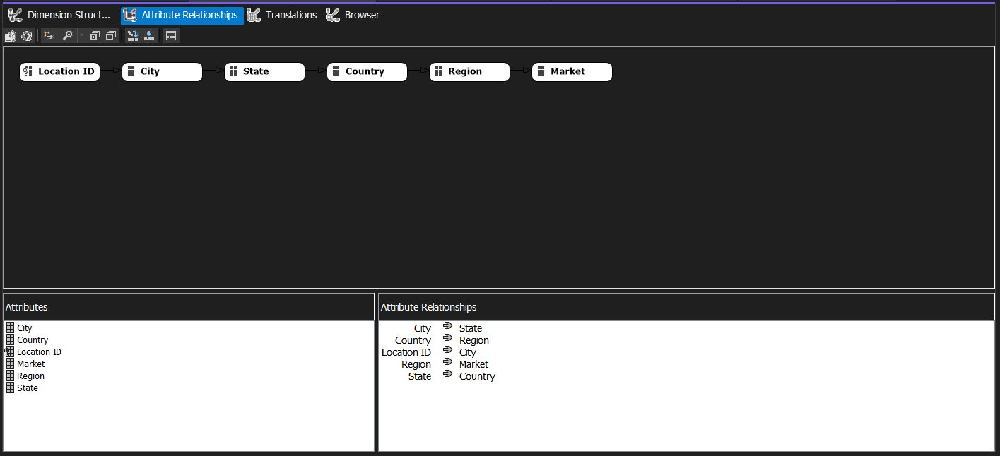 Dimension Struct... Attribute Relationships Translations Browser
Location ID City State Country Region Market
Attributes
City
Country
Location ID
Market
Region
State
Attribute Relationships
City State
Country Region
Location ID City
Region Market
State Country